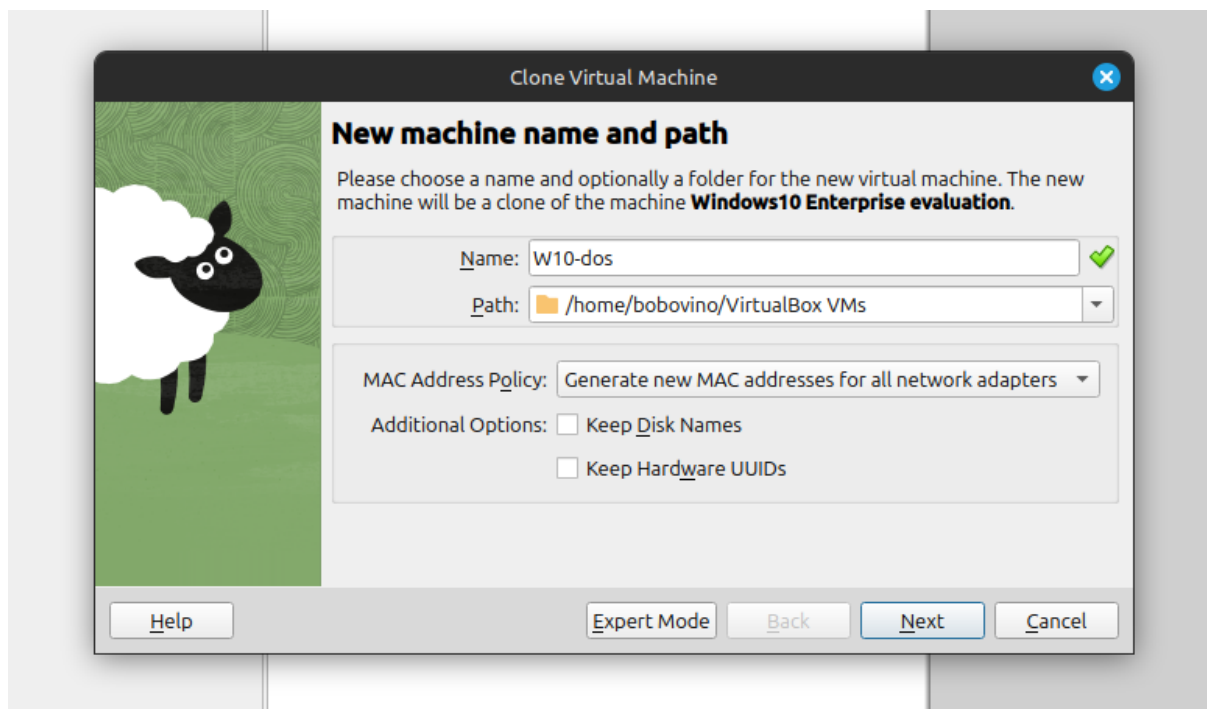 Clone Virtual Machine
New machine name and path
Please choose a name and optionally a folder for the new virtual machine. The new
machine will be a clone of the machine Windows10 Enterprise evaluation.
Name: W10-dos
Path: /home/bobovino/VirtualBox VMs
MAC Address Policy: Generate new MAC addresses for all network adapters
Additional Options: Keep Disk Names
Keep Hardware UUIDs
Help Expert Mode Back Next Cancel